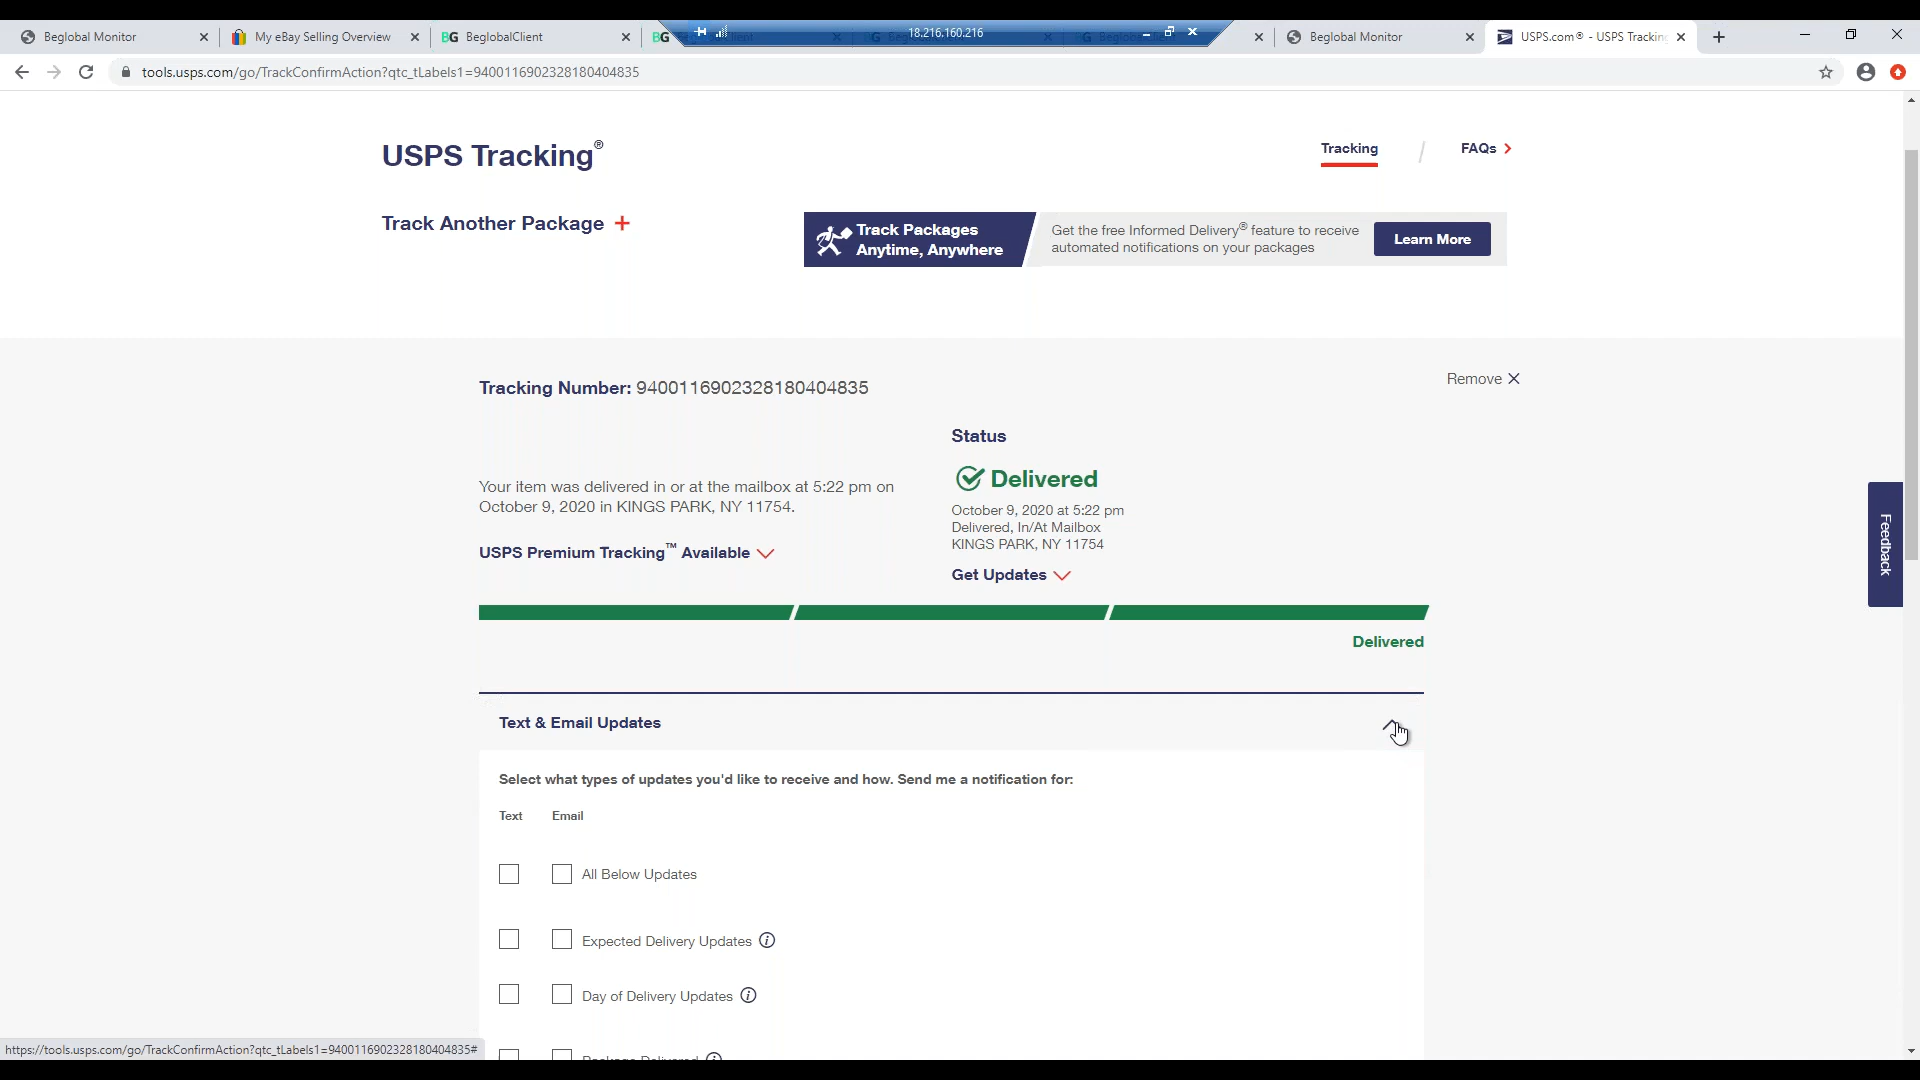 Beglobal Monitor
My eBay Selling Overview
BG BeglobalClient
BG
18.216.160.216
Beglobal Monitor
USPS.com® - USPS Tracking
tools.usps.com/go/TrackConfirmAction?qtc_tLabels1=9400116902328180404835
USPS Tracking®
Tracking
FAQs
Track Another Package +
Track Packages
Anytime, Anywhere
Get the free Informed Delivery® feature to receive
automated notifications on your packages
Learn More
Tracking Number: 9400116902328180404835
Remove
Status
Delivered
Your item was delivered in or at the mailbox at 5:22 pm on
October 9, 2020 in KINGS PARK, NY 11754.
October 9, 2020 at 5:22 pm
Delivered, In/At Mailbox
KINGS PARK, NY 11754
USPS Premium Tracking™ Available
Get Updates
Feedback
Delivered
Text & Email Updates
Select what types of updates you'd like to receive and how. Send me a notification for:
Text Email
All Below Updates
Expected Delivery Updates
Day of Delivery Updates
Package Delivered
https://tools.usps.com/go/TrackConfirmAction?qtc_tLabels1=9400116902328180404835#